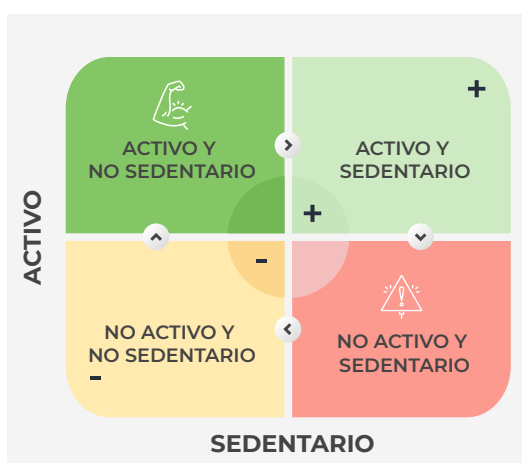 +
ACTIVO Y
NO SEDENTARIO
ACTIVO Y
SEDENTARIO
+
ACTIVO
-
NO ACTIVO Y
NO SEDENTARIO
-
NO ACTIVO Y
SEDENTARIO
SEDENTARIO